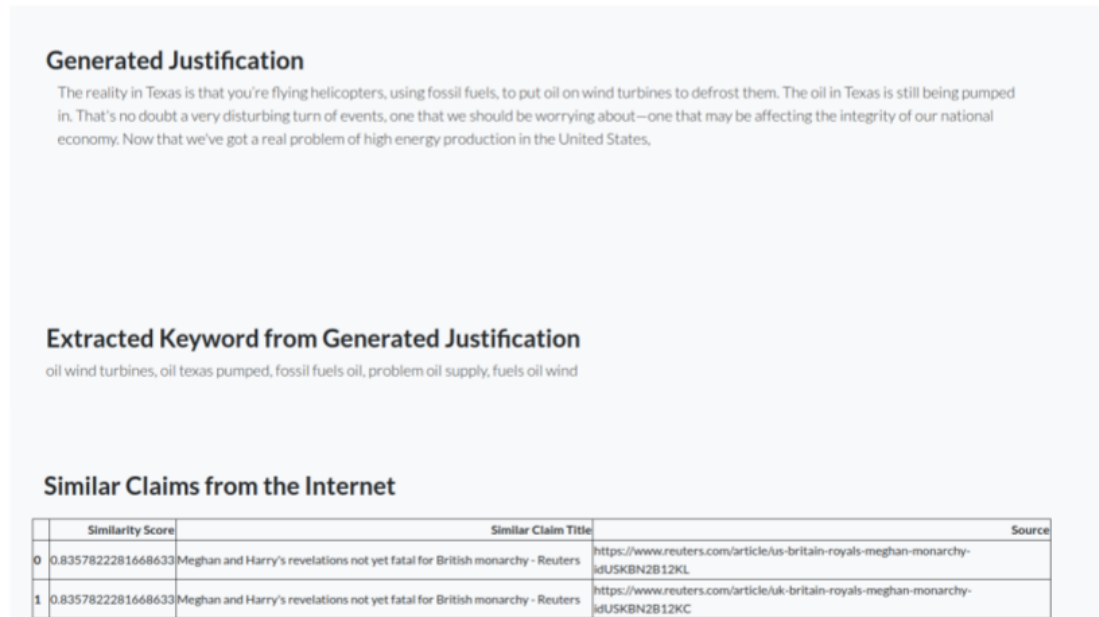 Generated Justification
The reality in Texas is that you're flying helicopters, using fossil fuels, to put oil on wind turbines to defrost them. The oil in Texas is still being pumped
in. That's no doubt a very disturbing turn of events, one that we should be worrying about—one that may be affecting the integrity of our national
economy. Now that we've got a real problem of high energy production in the United States,
Extracted Keyword from Generated Justification
oil wind turbines, oil texas pumped, fossil fuels oil, problem oil supply, fuels oil wind
Similar Claims from the Internet
Similarity Score Similar Claim Title Source
0 0.8357822281668633 Meghan and Harry's revelations not yet fatal for British monarchy - Reuters https://www.reuters.com/article/us-britain-royals-meghan-monarchy-
idUSKBN2B12KL
1 0.8357822281668633 Meghan and Harry's revelations not yet fatal for British monarchy - Reuters https://www.reuters.com/article/uk-britain-royals-meghan-monarchy-
idUSKBN2B12KC